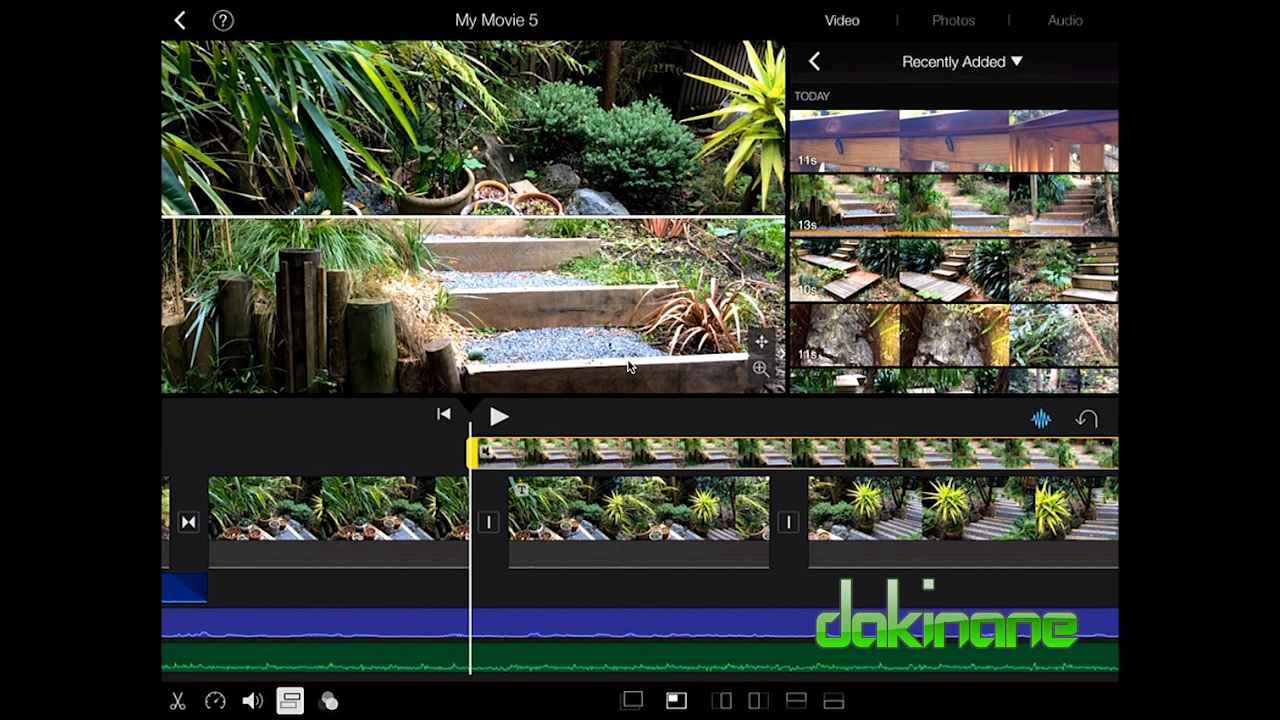 ?
My Movie 5
Video
Photos
Audio
Recently Added ▼
TODAY
11s
13s
10s
11s
T
dakinane